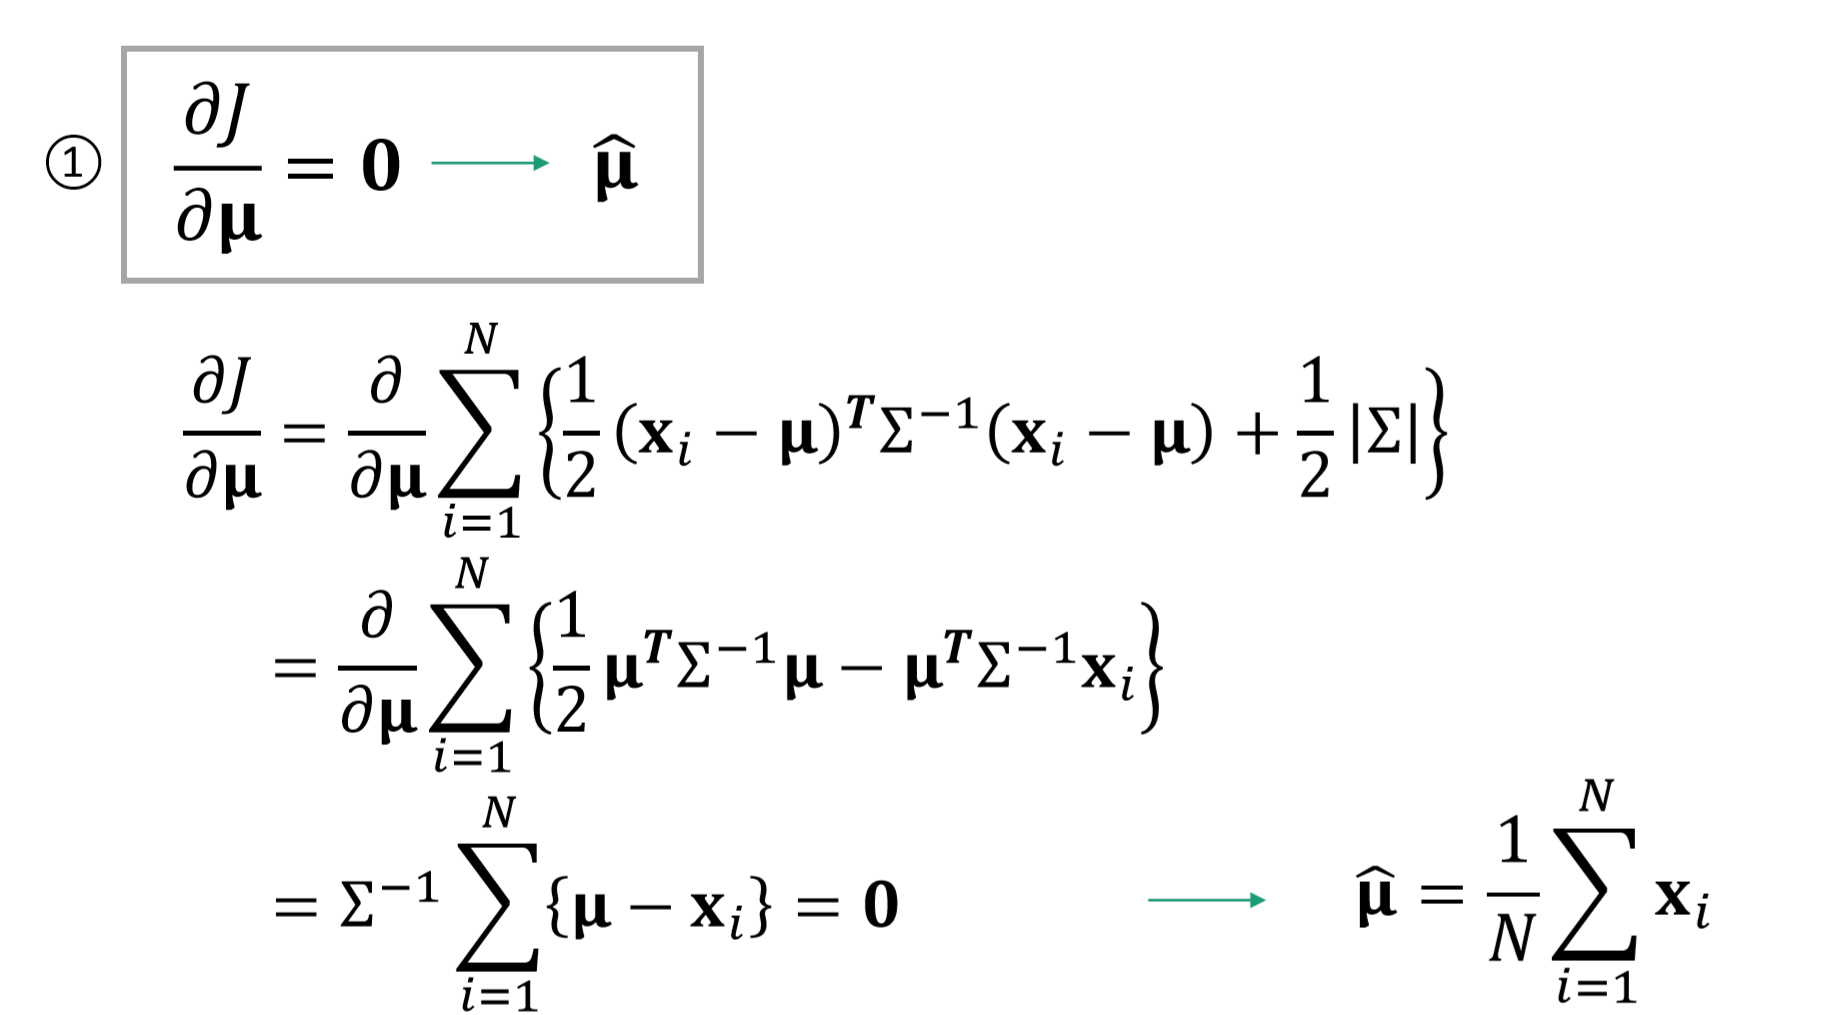 ① ∂J/∂𝛍 = 𝟎 ⟶ 𝛍̂
∂J/∂𝛍 = ∂/∂𝛍 ∑_{i=1}^{N} {1/2 (𝐱_i − 𝛍)^𝑻 Σ^{−1} (𝐱_i − 𝛍) + 1/2 |Σ|}
= ∂/∂𝛍 ∑_{i=1}^{N} {1/2 𝛍^𝑻 Σ^{−1} 𝛍 − 𝛍^𝑻 Σ^{−1} 𝐱_i}
= Σ^{−1} ∑_{i=1}^{N} {𝛍 − 𝐱_i} = 𝟎 ⟶ 𝛍̂ = 1/N ∑_{i=1}^{N} 𝐱_i